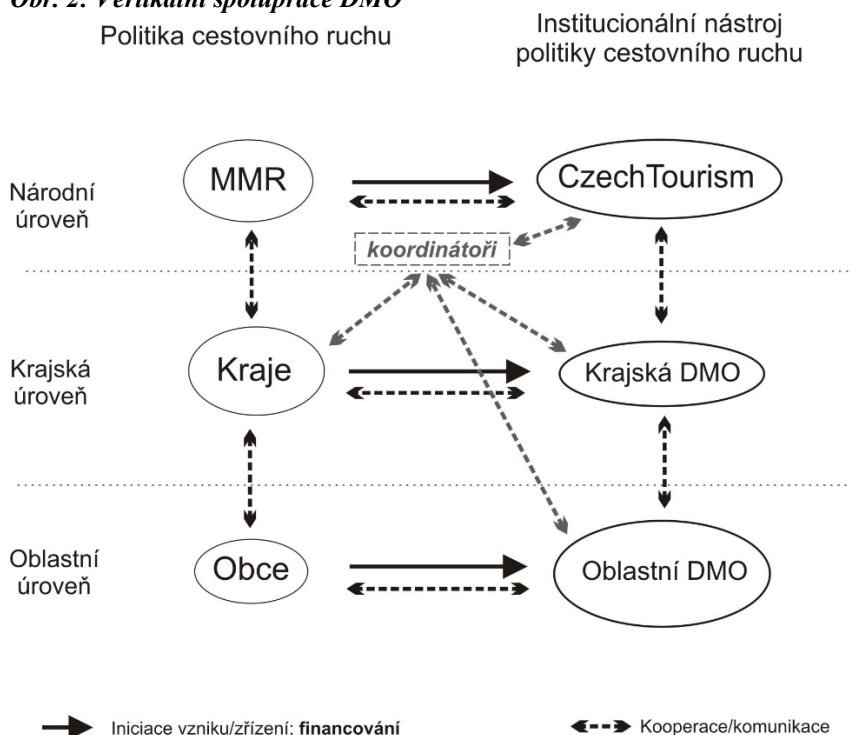 Obr. 2: Vertikální spolupráce DMO
Politika cestovního ruchu
Institucionální nástroj
politiky cestovního ruchu
Národní
úroveň
MMR
CzechTourism
koordinátoři
Krajská
úroveň
Kraje
Krajská DMO
Oblastní
úroveň
Obce
Oblastní DMO
Iniciace vzniku/zřízení: financování
Kooperace/komunikace